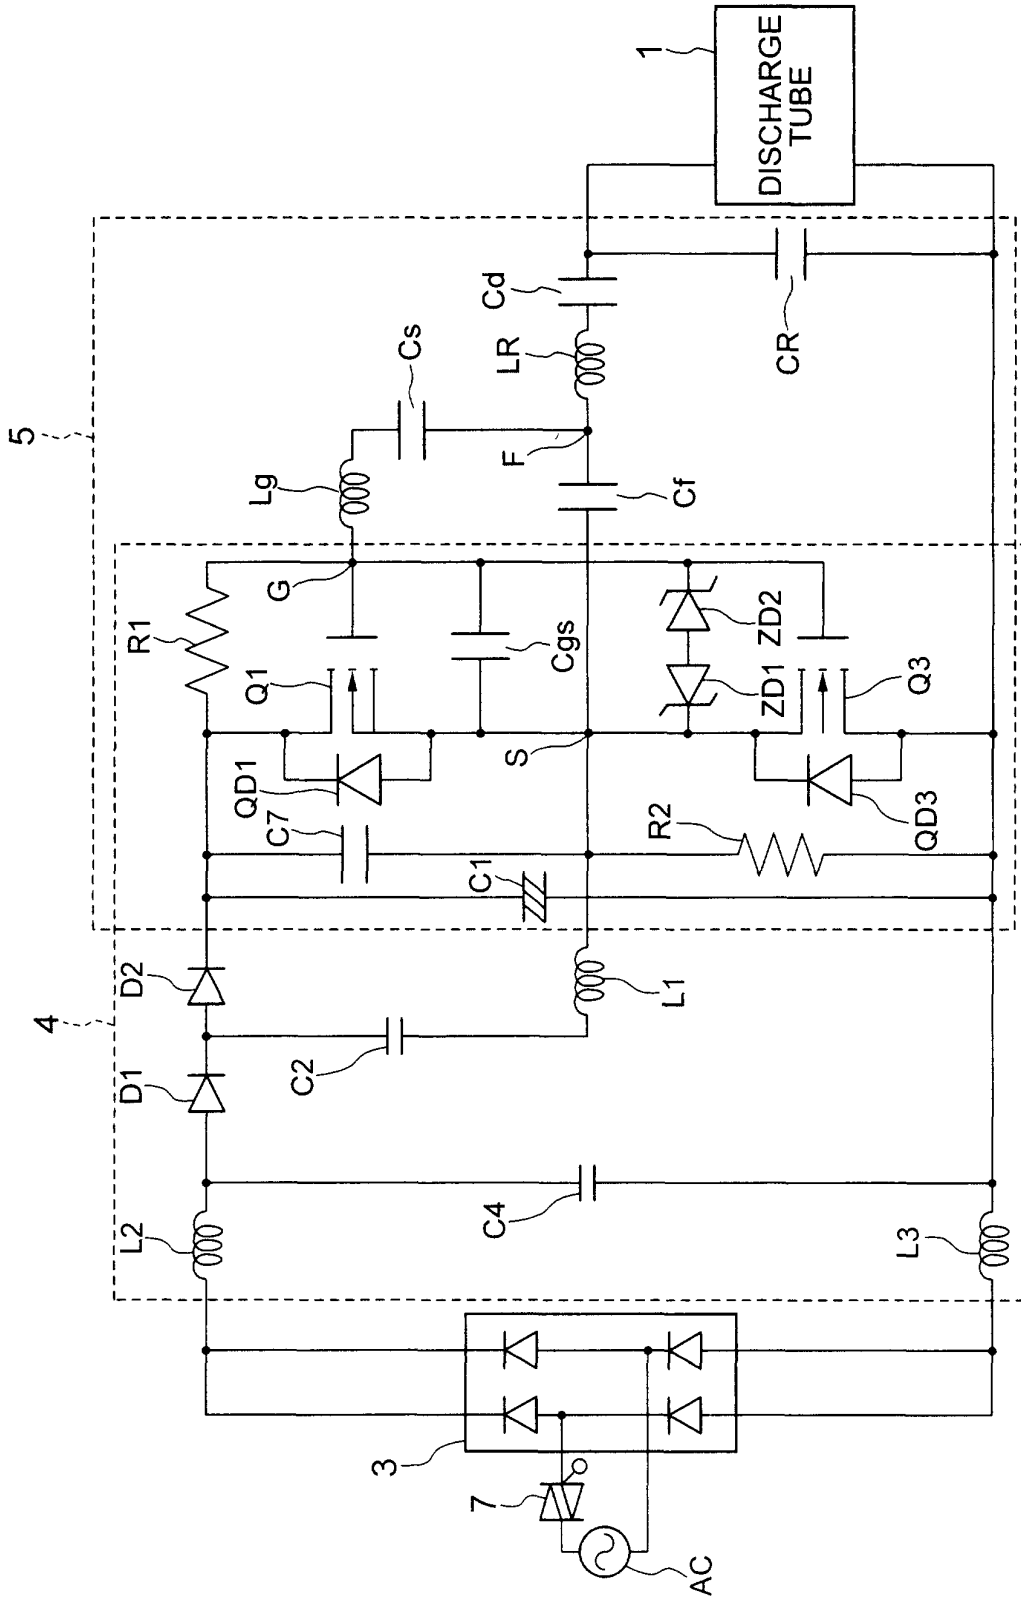 5
4
R1
Lg
Cs
G
Q1
QD1
C7
C1
D2
D1
L2
C2
Cgs
F
LR
Cd
S
Cf
ZD1
ZD2
R2
Q3
QD3
CR
1
DISCHARGE
TUBE
L1
C4
L3
3
7
AC